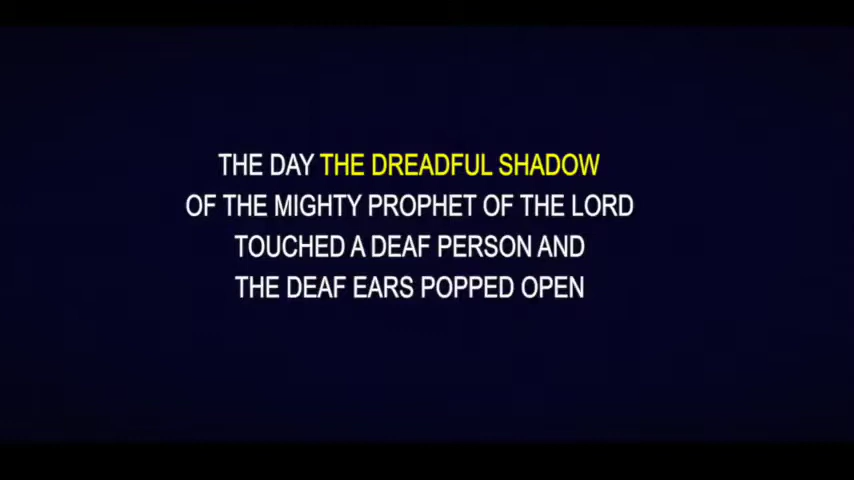 THE DAY THE DREADFUL SHADOW
OF THE MIGHTY PROPHET OF THE LORD
TOUCHED A DEAF PERSON AND
THE DEAF EARS POPPED OPEN